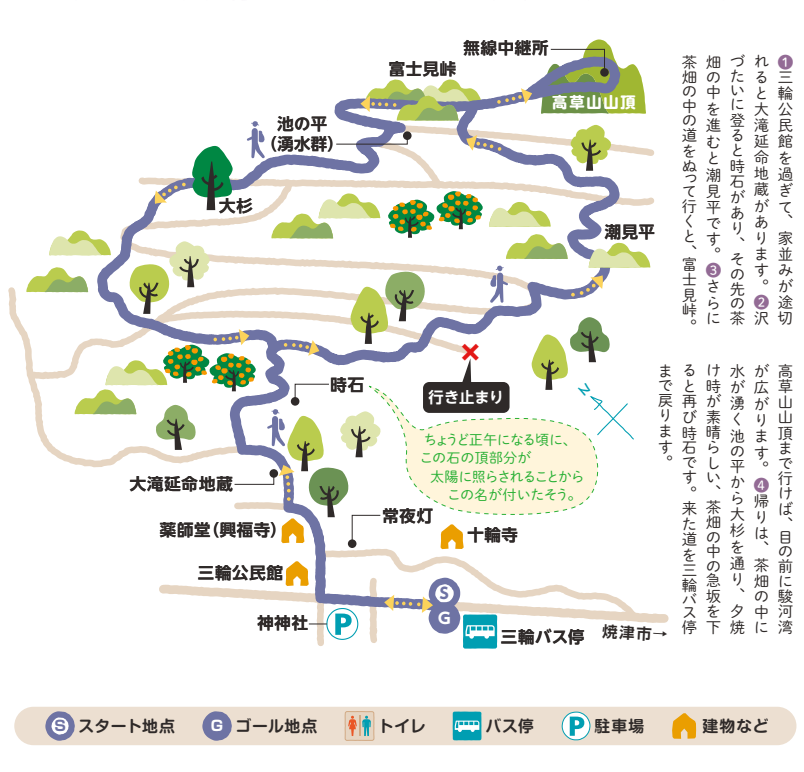 無線中継所
富士見峠
高草山山頂
池の平
(湧水群)
大杉
潮見平
行き止まり
時石
ちょうど正午になる頃に、
この石の頂部分が
太陽に照らされることから
この名が付いたそう。
大滝延命地蔵
常夜灯
薬師堂(興福寺)
十輪寺
三輪公民館
神神社
P
S
G
三輪バス停
焼津市→
N
❶三輪公民館を過ぎて、家並みが途切
れると大滝延命地蔵があります。❷沢
づたいに登ると時石があり、その先の茶
畑の中を進むと潮見平です。❸さらに
茶畑の中の道をぬって行くと、富士見峠。
高草山山頂まで行けば、目の前に駿河湾
が広がります。❹帰りは、茶畑の中に
水が湧く池の平から大杉を通り、夕焼
け時が素晴らしい、茶畑の中の急坂を下
ると再び時石です。来た道を三輪バス停
まで戻ります。
S スタート地点
G ゴール地点
トイレ
バス停
P 駐車場
建物など